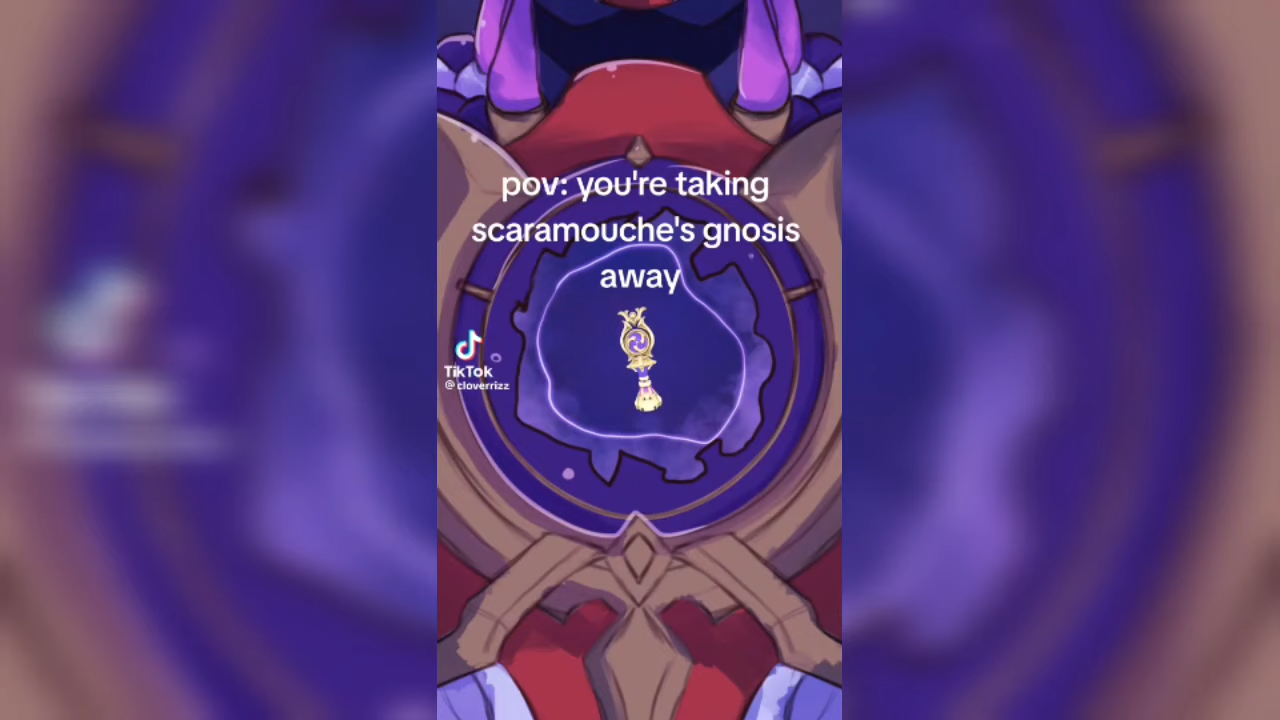 pov: you're taking
scaramouche's gnosis
away
TikTok
@cloverrizz